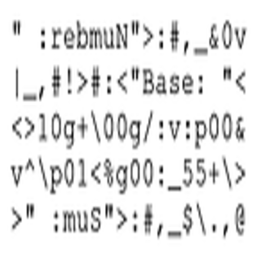 " :rebmuN">:#,_&0v
|_,#!>#:<"Base: "<
<>10g+\00g/:v:p00&
v^\p01<%g00:_55+\>
>" :muS">:#,_$\.,@